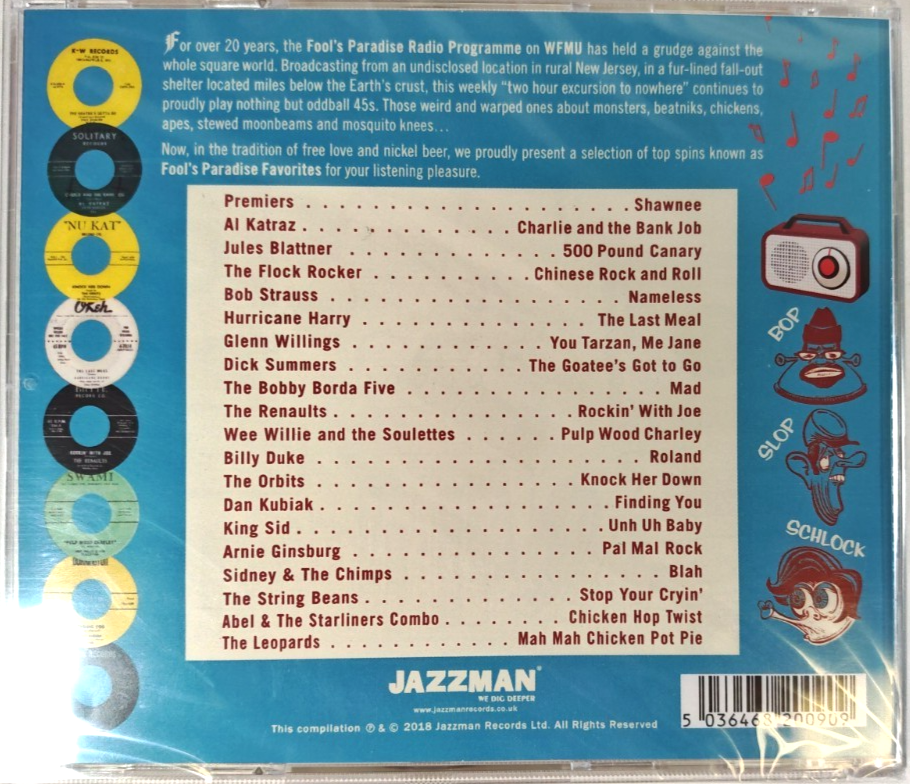 For over 20 years, the Fool's Paradise Radio Programme on WFMU has held a grudge against the
whole square world. Broadcasting from an undisclosed location in rural New Jersey, in a fur-lined fall-out
shelter located miles below the Earth's crust, this weekly "two hour excursion to nowhere" continues to
proudly play nothing but oddball 45s. Those weird and warped ones about monsters, beatniks, chickens,
apes, stewed moonbeams and mosquito knees...
Now, in the tradition of free love and nickel beer, we proudly present a selection of top spins known as
Fool's Paradise Favorites for your listening pleasure.
Premiers . . . . . . . . . . . . . . . . . . . . . Shawnee
Al Katraz . . . . . . . . . . . . . . Charlie and the Bank Job
Jules Blattner . . . . . . . . . . . . . . 500 Pound Canary
The Flock Rocker . . . . . . . . . . Chinese Rock and Roll
Bob Strauss . . . . . . . . . . . . . . . . . . . Nameless
Hurricane Harry . . . . . . . . . . . . . . The Last Meal
Glenn Willings . . . . . . . . . . . . You Tarzan, Me Jane
Dick Summers . . . . . . . . . . . The Goatee's Got to Go
The Bobby Borda Five . . . . . . . . . . . . . . . . Mad
The Renaults . . . . . . . . . . . . . . . Rockin' With Joe
Wee Willie and the Soulettes . . . . . . Pulp Wood Charley
Billy Duke . . . . . . . . . . . . . . . . . . . . Roland
The Orbits . . . . . . . . . . . . . . . . Knock Her Down
Dan Kubiak . . . . . . . . . . . . . . . . . Finding You
King Sid . . . . . . . . . . . . . . . . . . Unh Uh Baby
Arnie Ginsburg . . . . . . . . . . . . . . Pal Mal Rock
Sidney & The Chimps . . . . . . . . . . . . . . . Blah
The String Beans . . . . . . . . . . . . Stop Your Cryin'
Abel & The Starliners Combo . . . . . . . Chicken Hop Twist
The Leopards . . . . . . . . . . . Mah Mah Chicken Pot Pie
JAZZMAN®
WE DIG DEEPER
www.jazzmanrecords.co.uk
This compilation ℗ & © 2018 Jazzman Records Ltd. All Rights Reserved
K-W RECORDS
SOLITARY
"NU KAT"
OKeh
THE LAST MEAL
ROCKIN' WITH JOE
THE RENAULTS
SWAMI
BOP
SLOP
SCHLOCK